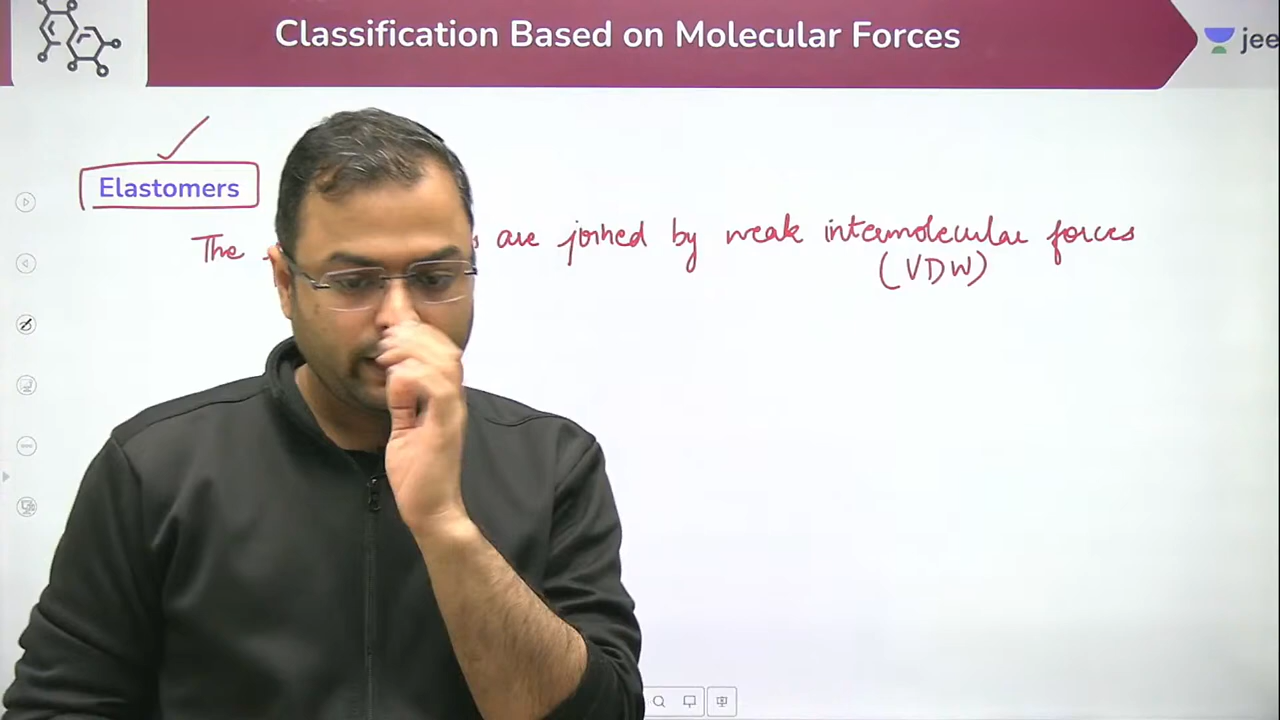 Classification Based on Molecular Forces
jee
Elastomers
The are joined by weak intermolecular forces
(VDW)